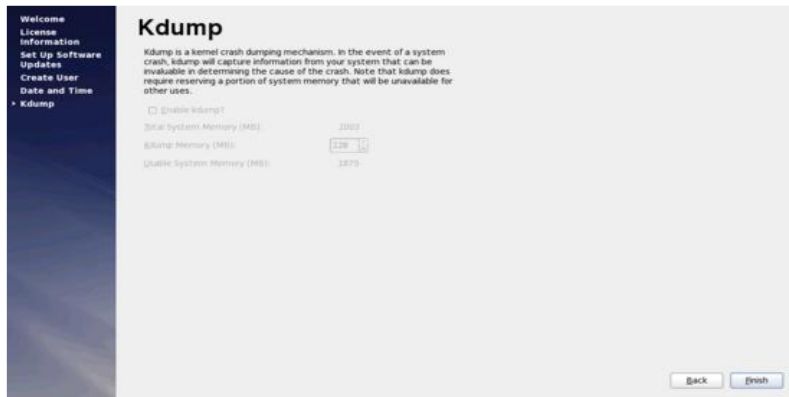 Welcome
License
Information
Set Up Software
Updates
Create User
Date and Time
Kdump
Kdump
Kdump is a kernel crash dumping mechanism. In the event of a system
crash, kdump will capture information from your system that can be
invaluable in determining the cause of the crash. Note that kdump does
require reserving a portion of system memory that will be unavailable for
other uses.
Enable kdump?
Total System Memory (MB): 2003
Kdump Memory (MB): 128
Usable System Memory (MB): 1875
Back Finish